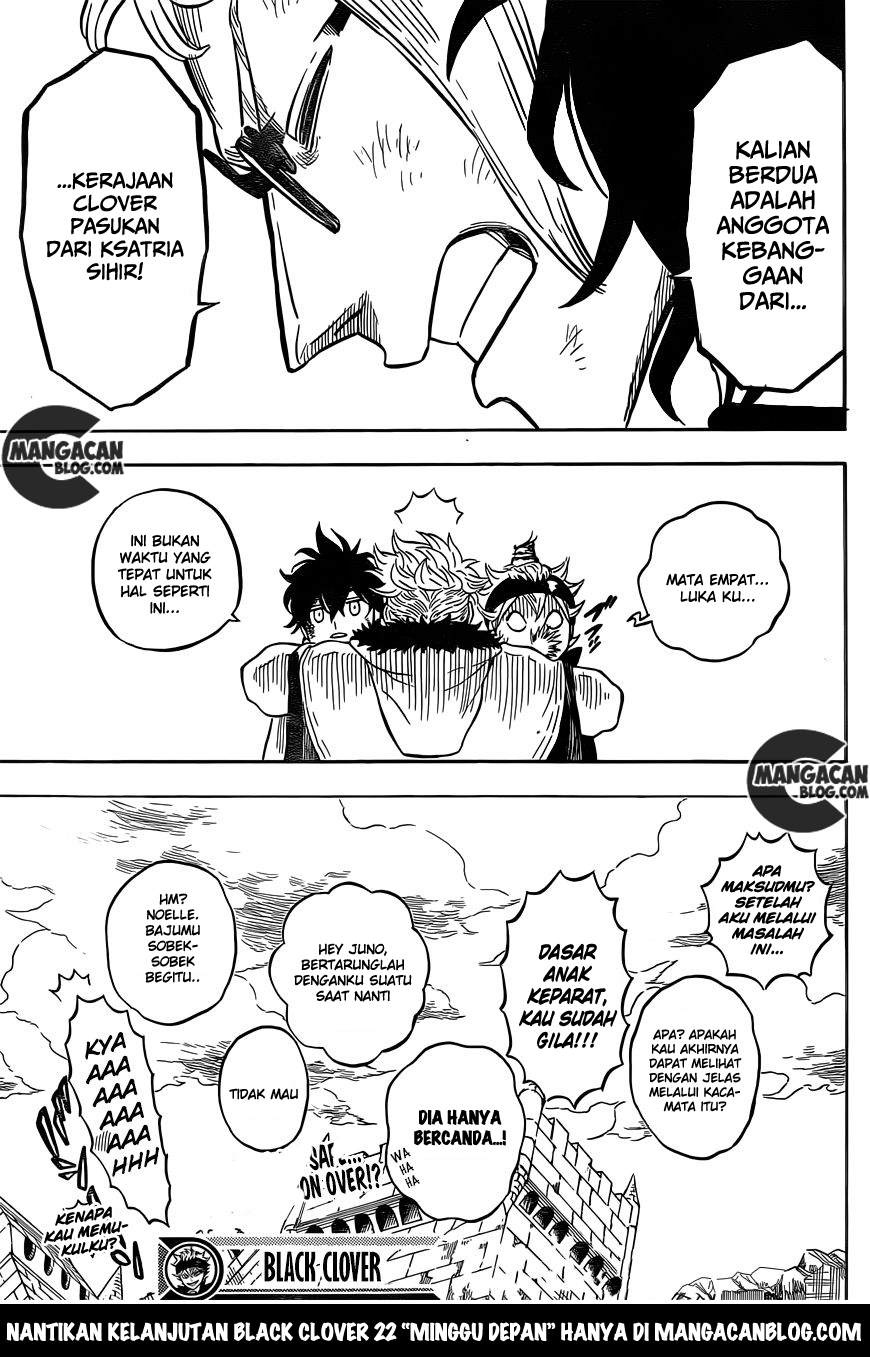 KALIAN
BERDUA
ADALAH
ANGGOTA
KEBANG-
GAAN
DARI...
...KERAJAAN
CLOVER
PASUKAN
DARI KSATRIA
SIHIR!
MANGACAN
BLOG.COM
MATA EMPAT...
LUKA KU...
INI BUKAN
WAKTU YANG
TEPAT UNTUK
HAL SEPERTI
INI...
MANGACAN
BLOG.COM
APA
MAKSUDMU?
SETELAH
AKU MELALUI
MASALAH
INI...
APA? APAKAH
KAU AKHIRNYA
DAPAT MELIHAT
DENGAN JELAS
MELALUI KACA-
MATA ITU?
DASAR
ANAK
KEPARAT,
KAU SUDAH
GILA!!!
HEY JUNO,
BERTARUNGLAH
DENGANKU SUATU
SAAT NANTI
DIA HANYA
BERCANDA...!
WA
HA
HA
TIDAK MAU
HM?
NOELLE.
BAJUMU
SOBEK-
SOBEK
BEGITU..
KYA
AAA
AAA
AAA
AAA
HHH
KENAPA
KAU MEMU-
KULKU?
ON OVER!?
BLACK CLOVER
NANTIKAN KELANJUTAN BLACK CLOVER 22 "MINGGU DEPAN" HANYA DI MANGACANBLOG.COM